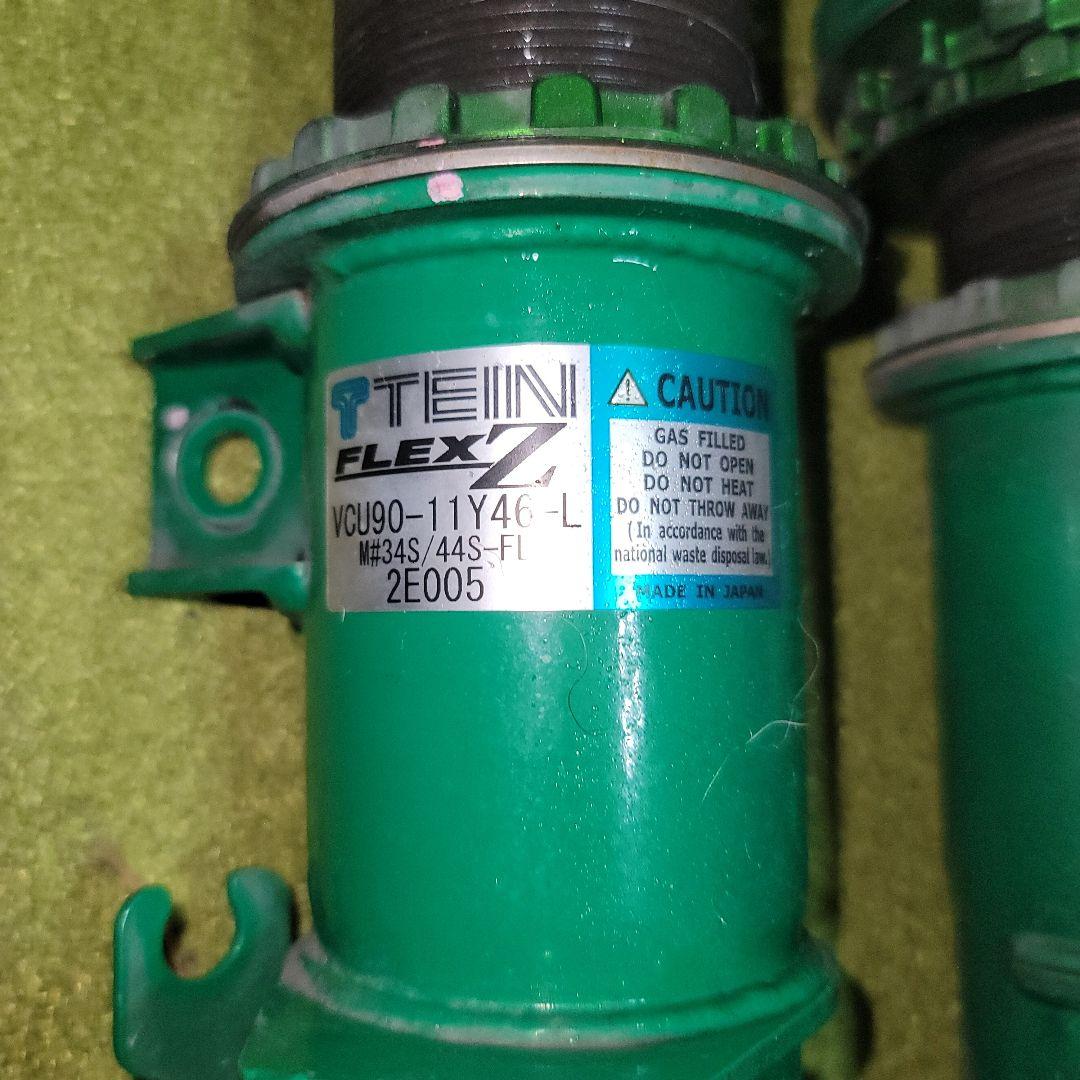 TEIN
FLEX Z
M#34S/44S-FL
2E005
CAUTION
GAS FILLED
DO NOT OPEN
DO NOT HEAT
DO NOT THROW AWAY
(In accordance with the
national waste disposal law.)
MADE IN JAPAN